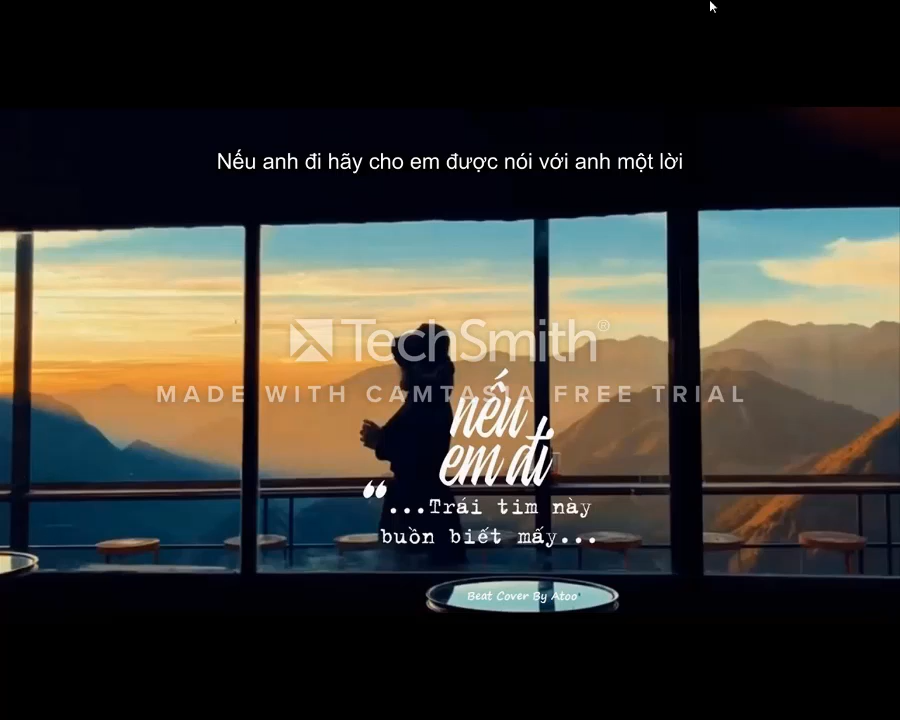 Nếu anh đi hãy cho em được nói với anh một lời
TechSmith®
MADE WITH CAMTASIA FREE TRIAL
nếu
em đi
“...Trái tim này
buồn biết mấy...
Beat Cover By Atoo